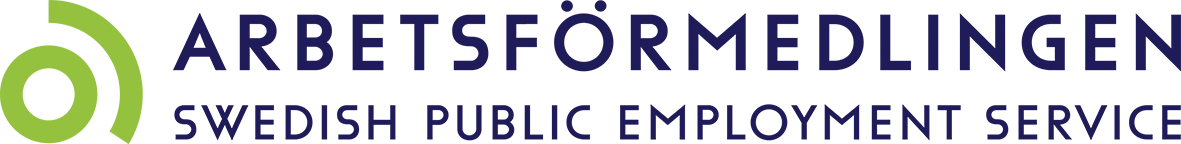 ARBETSFÖRMEDLINGEN
SWEDISH PUBLIC EMPLOYMENT SERVICE